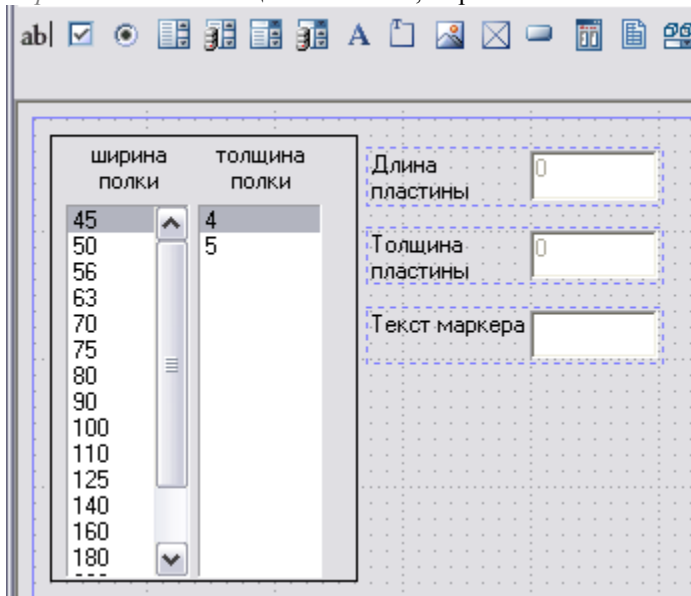 ab|
A
ширина
полки
толщина
полки
45
50
56
63
70
75
80
90
100
110
125
140
160
180
4
5
Длина
пластины
0
Толщина
пластины
0
Текст маркера